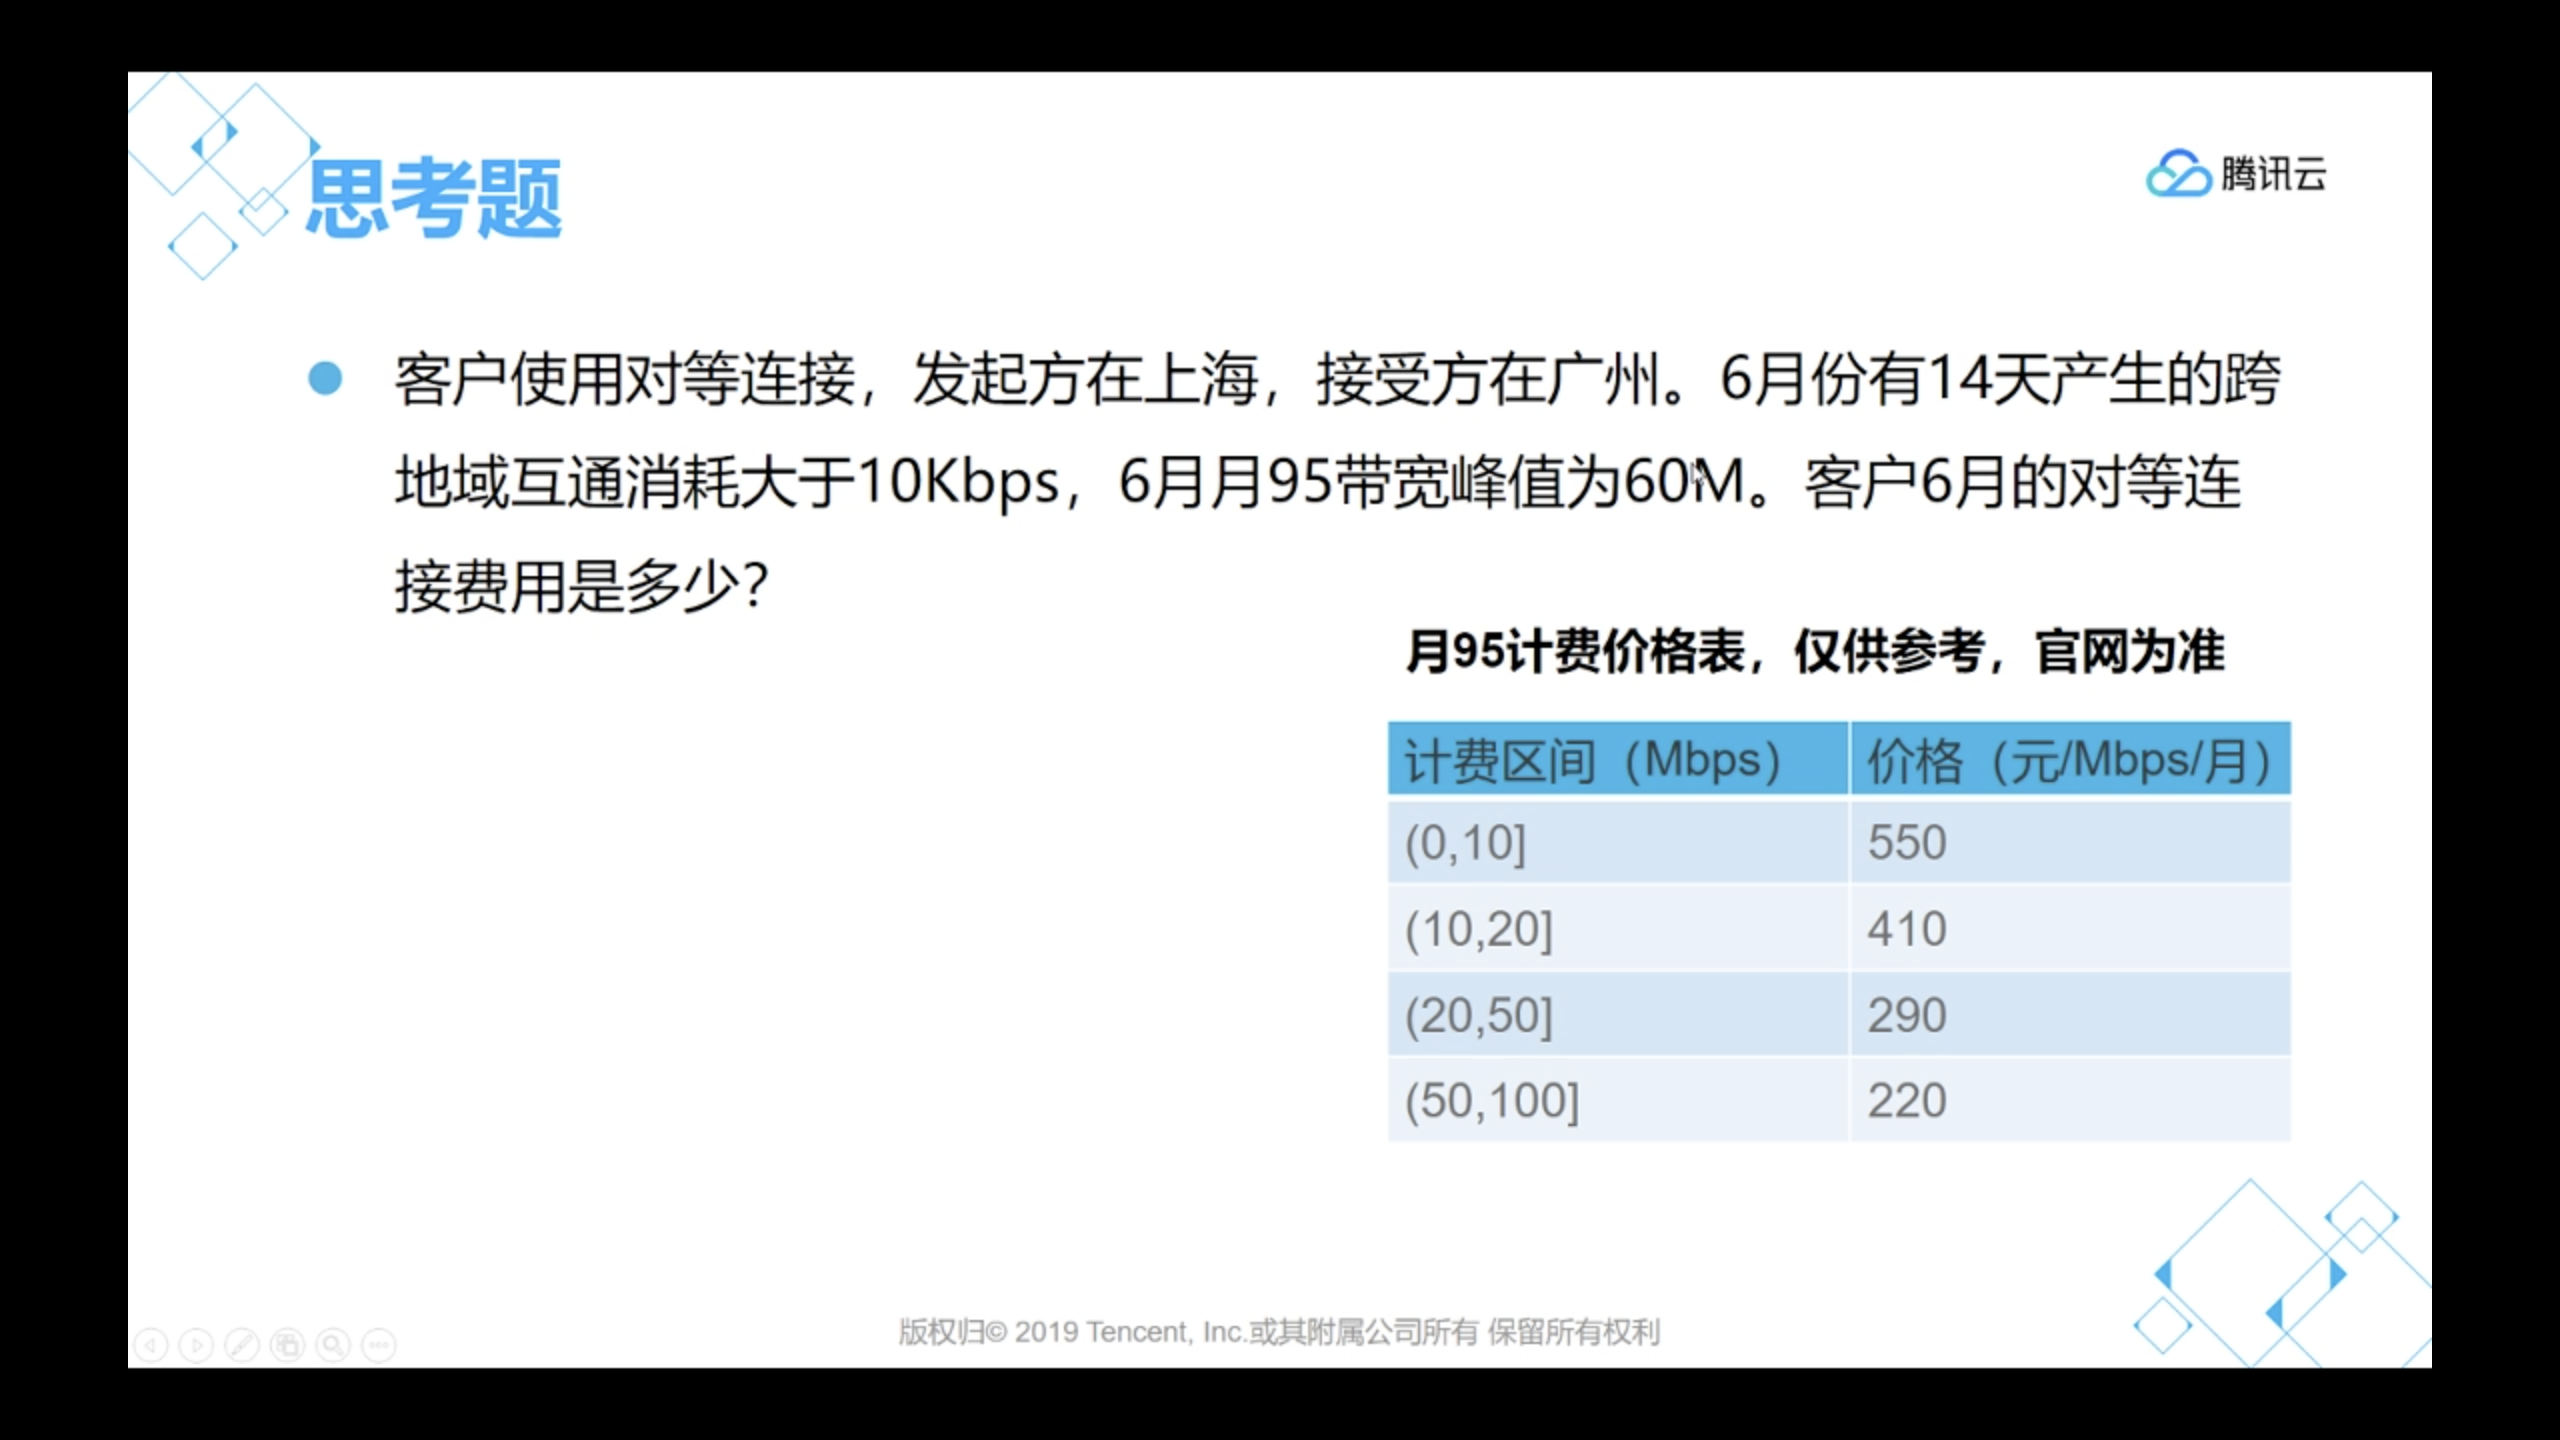 思考题
腾讯云
客户使用对等连接，发起方在上海，接受方在广州。6月份有14天产生的跨
地域互通消耗大于10Kbps，6月月95带宽峰值为60M。客户6月的对等连
接费用是多少？
月95计费价格表，仅供参考，官网为准
计费区间（Mbps） 价格（元/Mbps/月）
(0,10] 550
(10,20] 410
(20,50] 290
(50,100] 220
版权归© 2019 Tencent, Inc.或其附属公司所有 保留所有权利